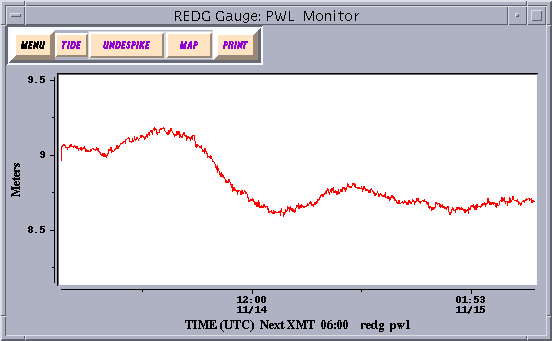 REDG Gauge: PWL Monitor
MENU TIDE UNDESPIKE MAP PRINT
9.5
9
8.5
Meters
12:00 01:53
11/14 11/15
TIME (UTC) Next XMT 06:00 redg pwl